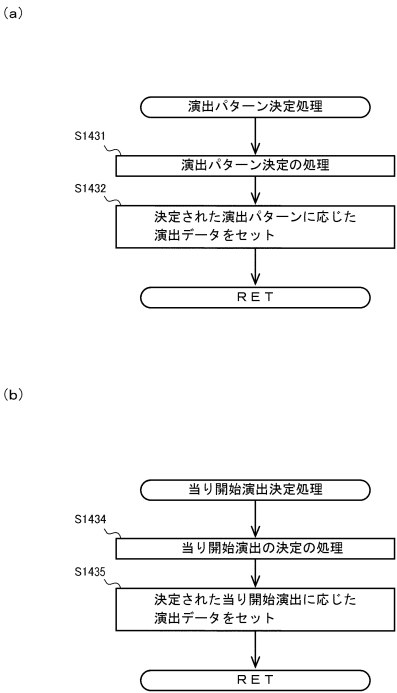 (a)
演出パターン決定処理
S1431
演出パターン決定の処理
S1432
決定された演出パターンに応じた
演出データをセット
RET
(b)
当り開始演出決定処理
S1434
当り開始演出の決定の処理
S1435
決定された当り開始演出に応じた
演出データをセット
RET